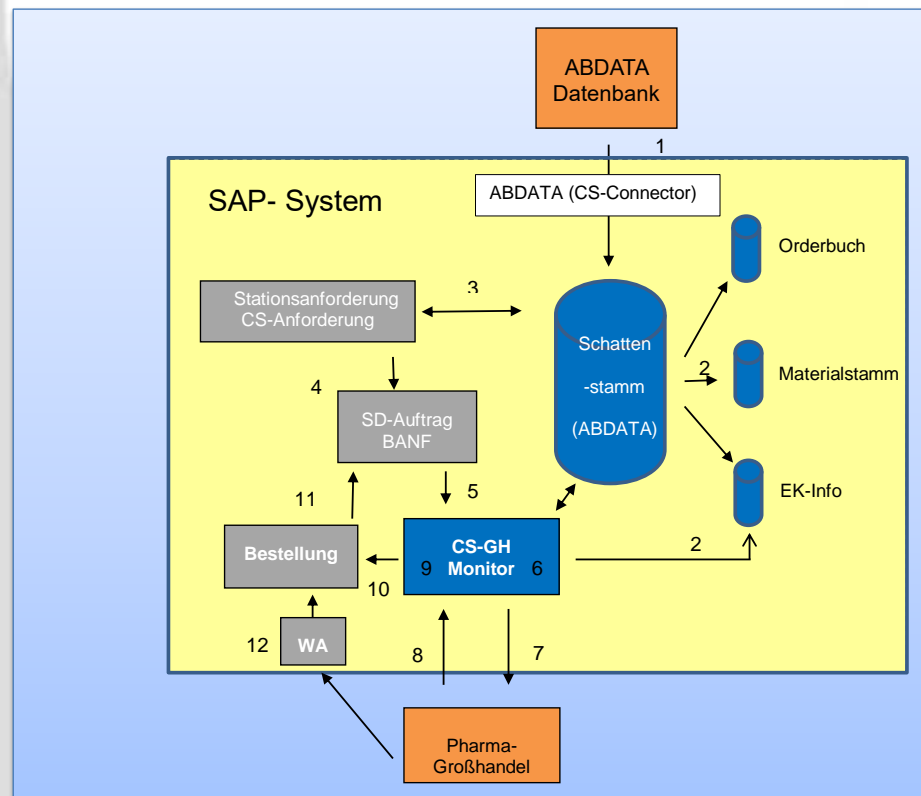 ABDATA
Datenbank
1
ABDATA (CS-Connector)
SAP- System
Orderbuch
3
Stationsanforderung
CS-Anforderung
Schatten
-stamm
(ABDATA)
2
Materialstamm
4
SD-Auftrag
BANF
5
EK-Info
11
Bestellung
10
CS-GH
Monitor
9
6
2
12
WA
8
7
Pharma-
Großhandel